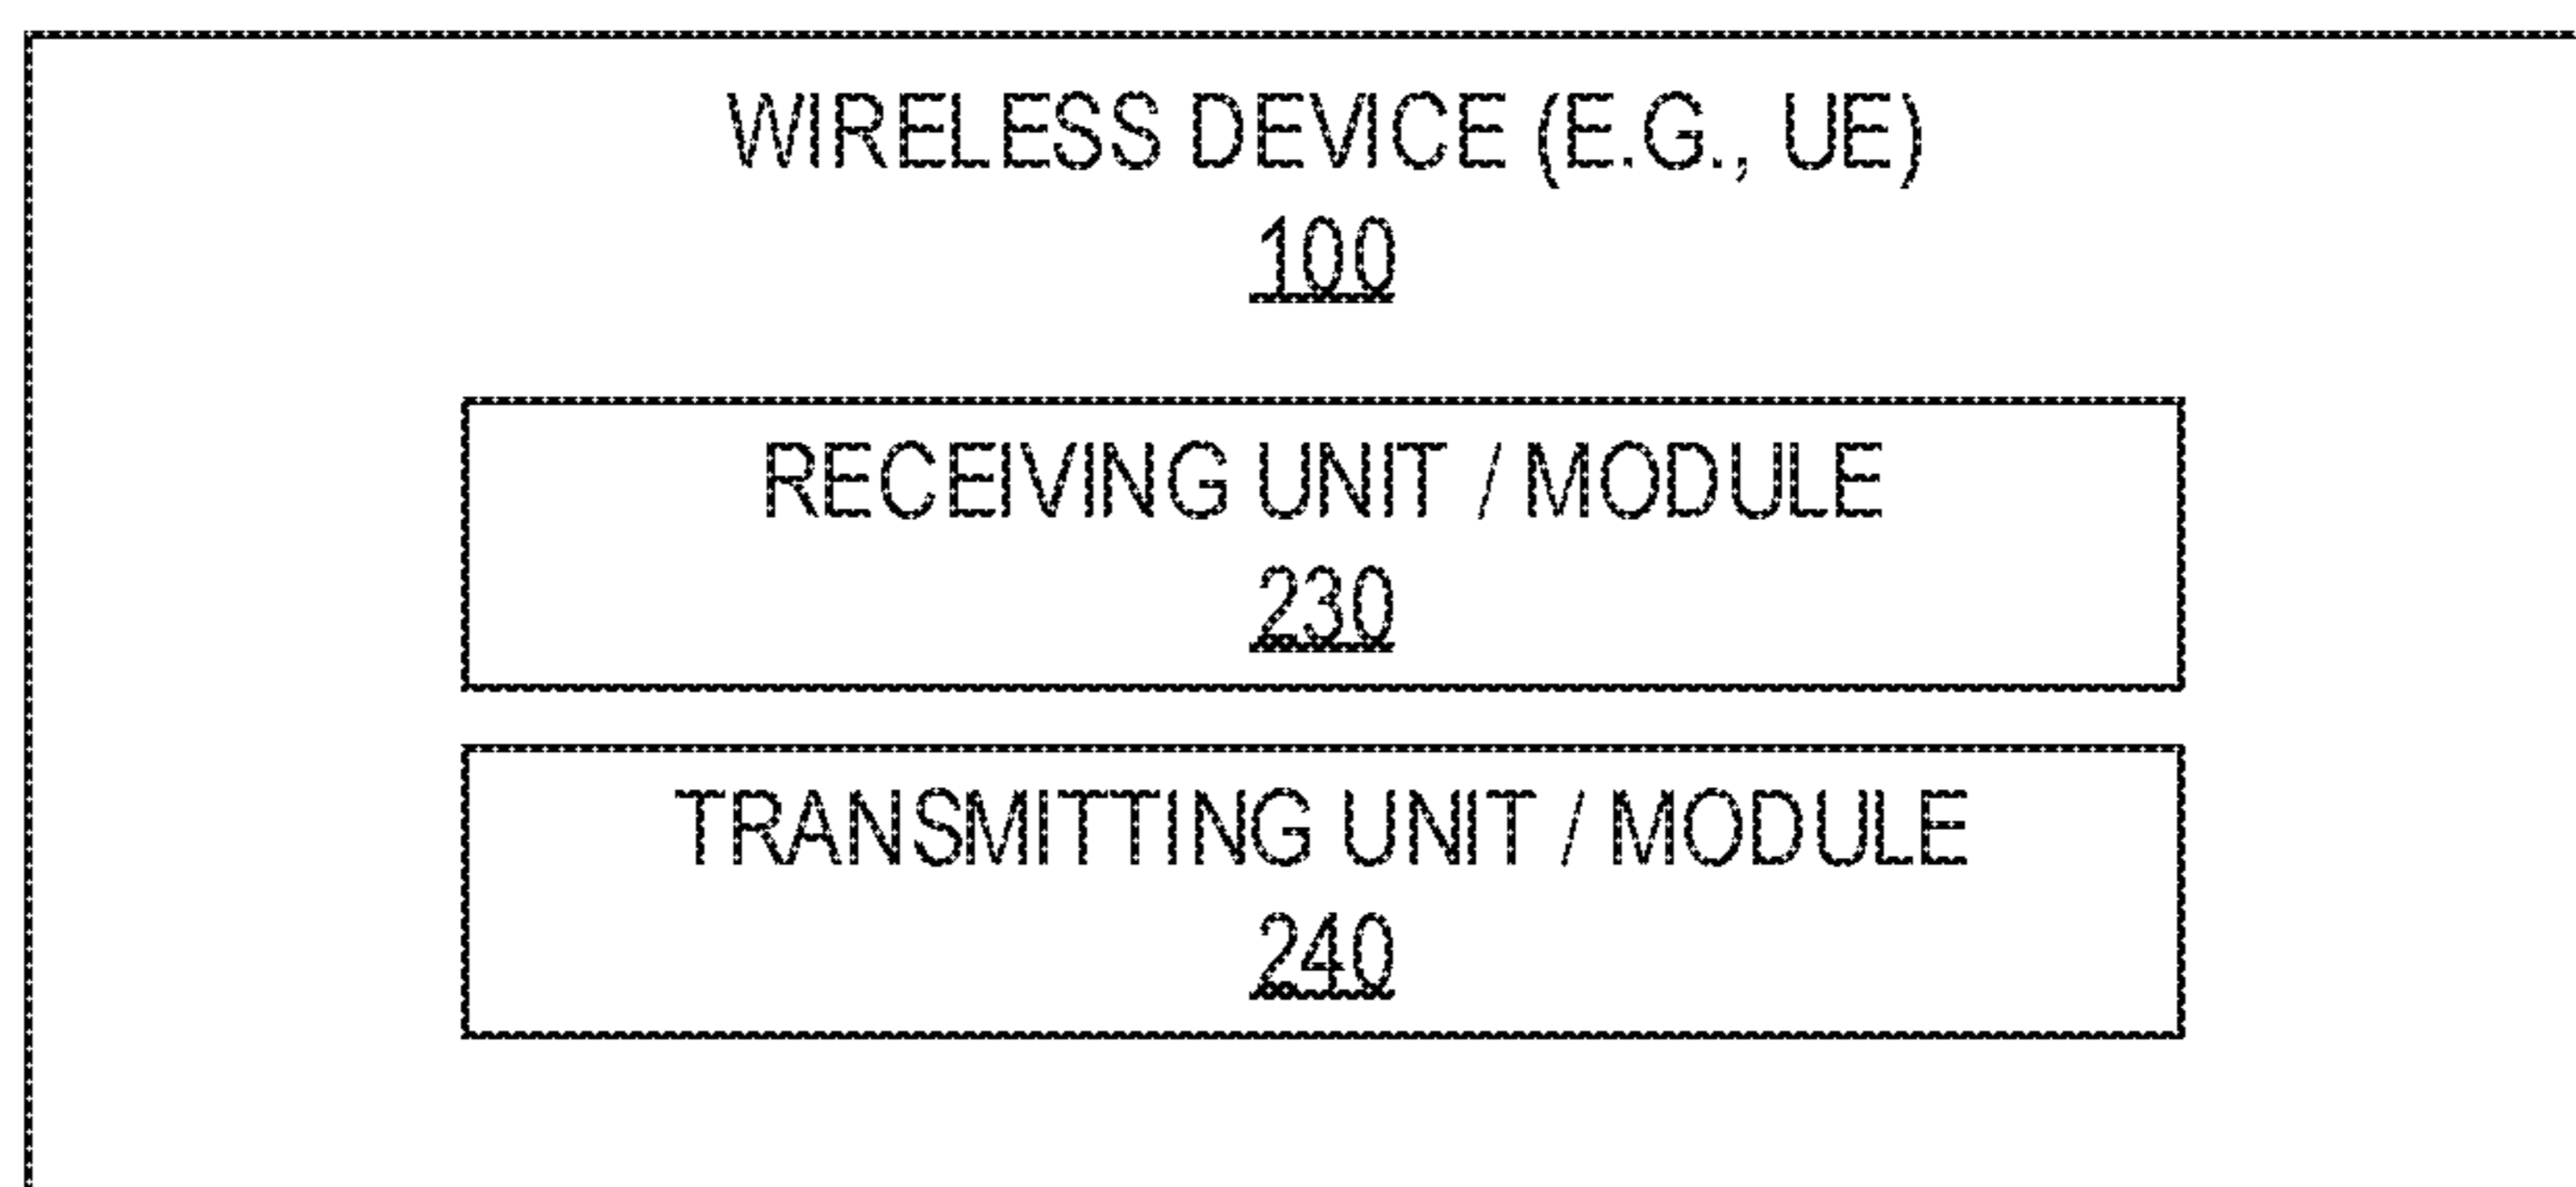 WIRELESS DEVICE (E.G., UE)
100
RECEIVING UNIT / MODULE
230
TRANSMITTING UNIT / MODULE
240